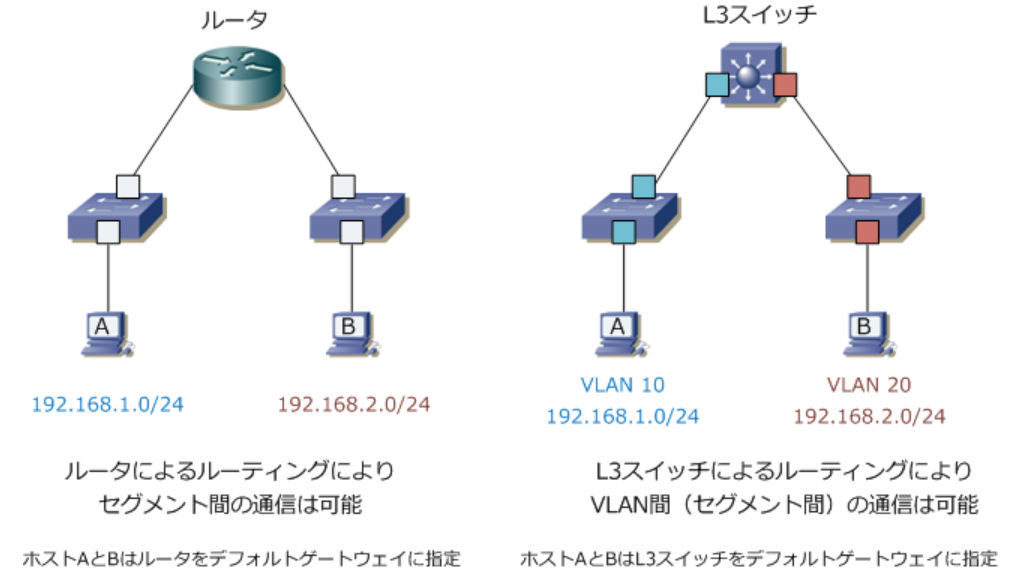 ルータ
L3スイッチ
A
B
A
B
192.168.1.0/24
192.168.2.0/24
VLAN 10
192.168.1.0/24
VLAN 20
192.168.2.0/24
ルータによるルーティングにより
セグメント間の通信は可能
L3スイッチによるルーティングにより
VLAN間（セグメント間）の通信は可能
ホストAとBはルータをデフォルトゲートウェイに指定
ホストAとBはL3スイッチをデフォルトゲートウェイに指定